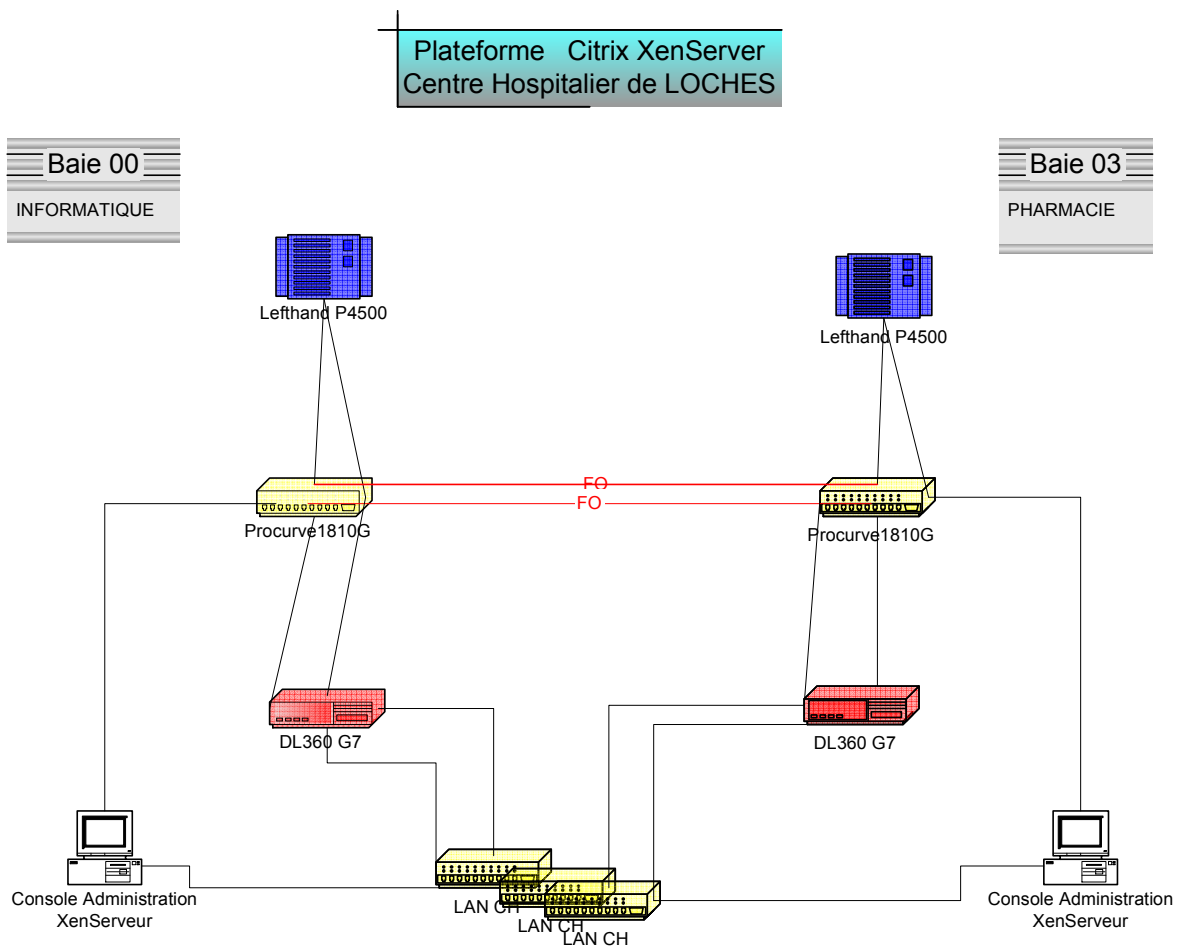 Plateforme Citrix XenServer
Centre Hospitalier de LOCHES
Baie 00
INFORMATIQUE
Baie 03
PHARMACIE
Lefthand P4500
Lefthand P4500
FO
FO
Procurve1810G
Procurve1810G
DL360 G7
DL360 G7
Console Administration
XenServeur
LAN CH
LAN CH
LAN CH
Console Administration
XenServeur